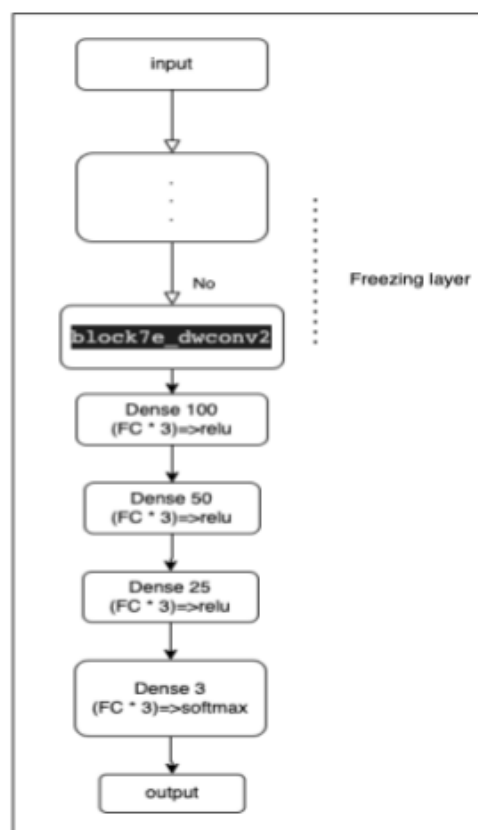 input
.
.
.
No
Freezing layer
block7e_dwconv2
Dense 100
(FC * 3)=>relu
Dense 50
(FC * 3)=>relu
Dense 25
(FC * 3)=>relu
Dense 3
(FC * 3)=>softmax
output